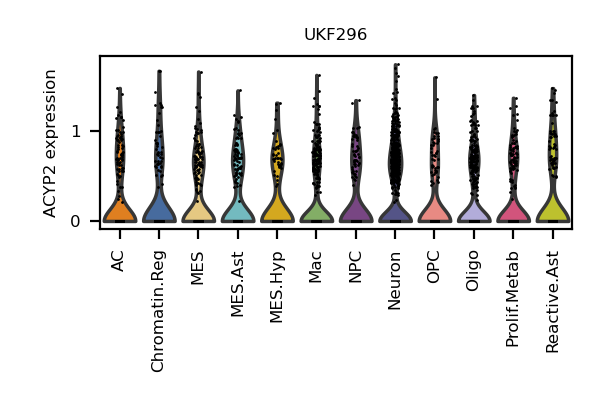 UKF296
ACYP2 expression
1
0
AC
Chromatin.Reg
MES
MES.Ast
MES.Hyp
Mac
NPC
Neuron
OPC
Oligo
Prolif.Metab
Reactive.Ast